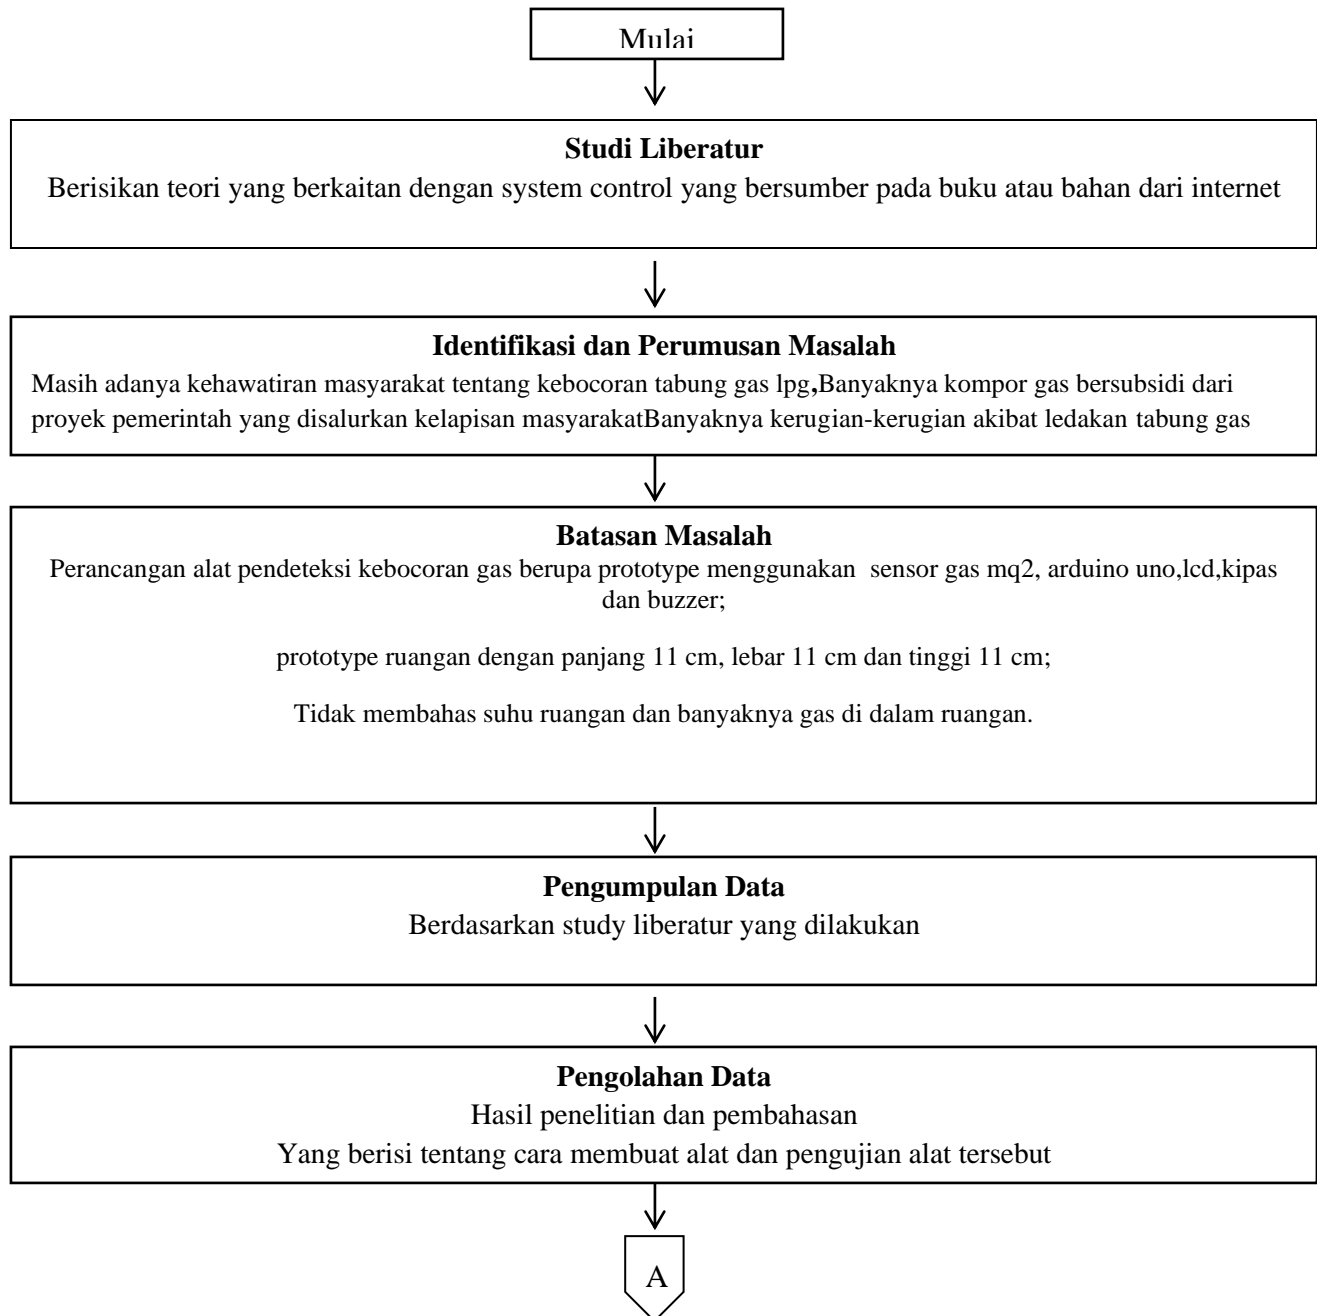 Mulai
Studi Liberatur
Berisikan teori yang berkaitan dengan system control yang bersumber pada buku atau bahan dari internet
Identifikasi dan Perumusan Masalah
Masih adanya kehawatiran masyarakat tentang kebocoran tabung gas lpg,Banyaknya kompor gas bersubsidi dari
proyek pemerintah yang disalurkan kelapisan masyarakatBanyaknya kerugian-kerugian akibat ledakan tabung gas
Batasan Masalah
Perancangan alat pendeteksi kebocoran gas berupa prototype menggunakan  sensor gas mq2, arduino uno,lcd,kipas
dan buzzer;
prototype ruangan dengan panjang 11 cm, lebar 11 cm dan tinggi 11 cm;
Tidak membahas suhu ruangan dan banyaknya gas di dalam ruangan.
Pengumpulan Data
Berdasarkan study liberatur yang dilakukan
Pengolahan Data
Hasil penelitian dan pembahasan
Yang berisi tentang cara membuat alat dan pengujian alat tersebut
A